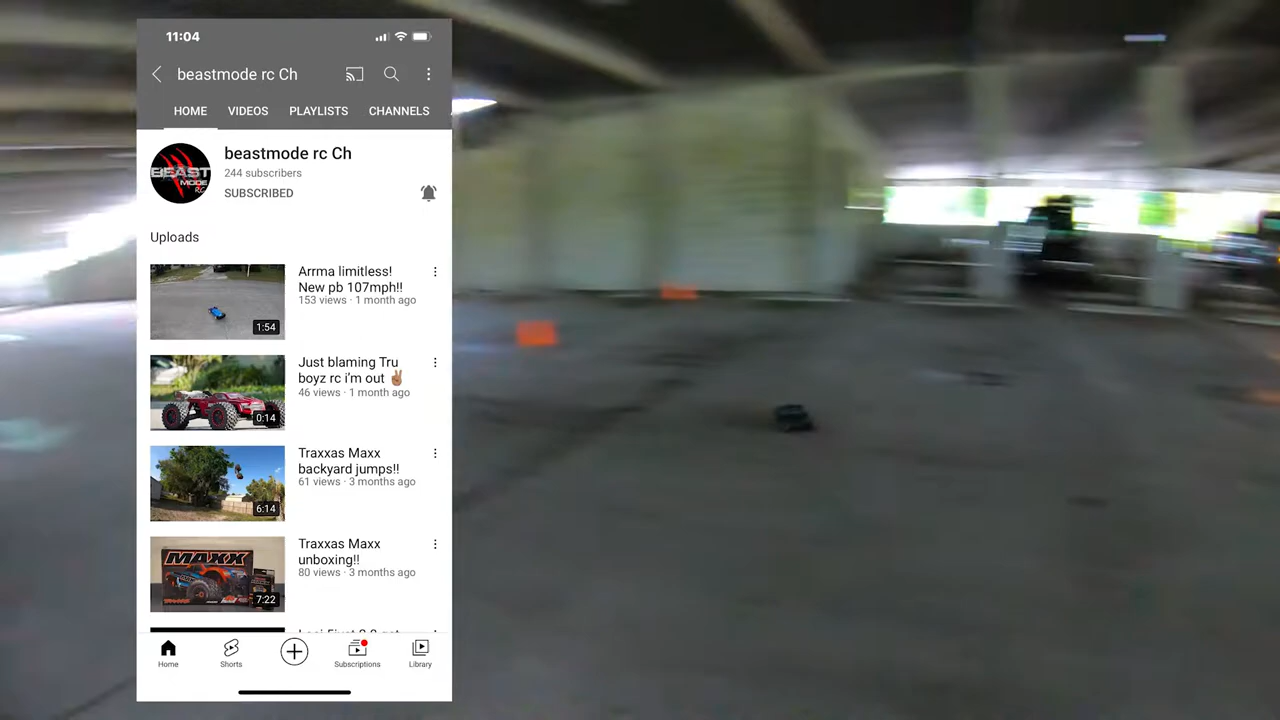 11:04
beastmode rc Ch
HOME VIDEOS PLAYLISTS CHANNELS
BEAST
MODE
RC
beastmode rc Ch
244 subscribers
SUBSCRIBED
Uploads
1:54
Arrma limitless!
New pb 107mph!!
153 views · 1 month ago
0:14
Just blaming Tru
boyz rc i'm out ✌🏽
46 views · 1 month ago
6:14
Traxxas Maxx
backyard jumps!!
61 views · 3 months ago
MAXX
7:22
Traxxas Maxx
unboxing!!
80 views · 3 months ago
Home Shorts Subscriptions Library